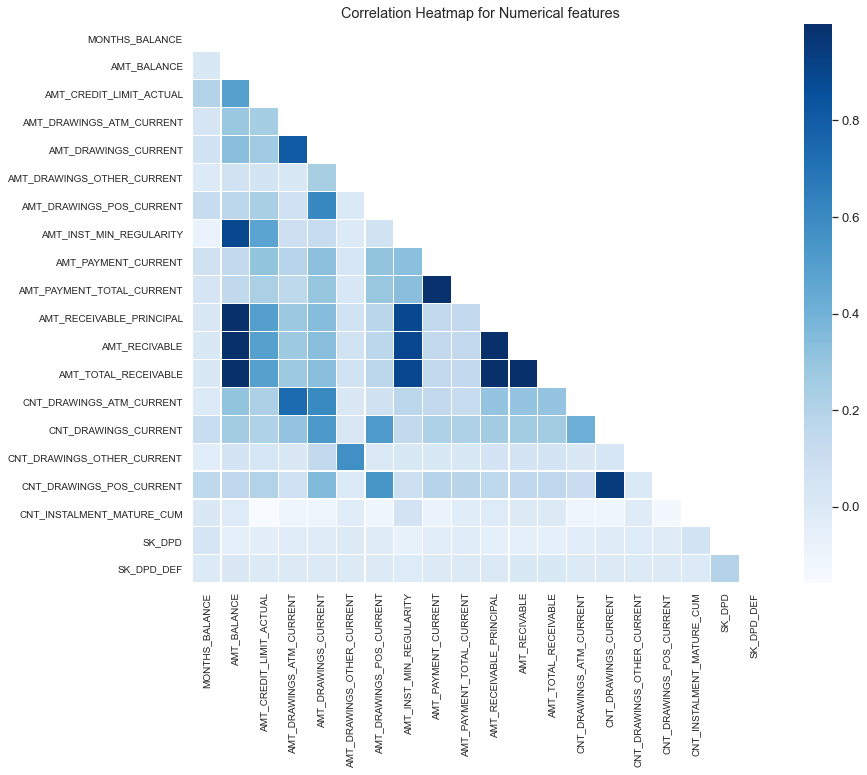 Correlation Heatmap for Numerical features
MONTHS_BALANCE
AMT_BALANCE
AMT_CREDIT_LIMIT_ACTUAL
AMT_DRAWINGS_ATM_CURRENT
AMT_DRAWINGS_CURRENT
AMT_DRAWINGS_OTHER_CURRENT
AMT_DRAWINGS_POS_CURRENT
AMT_INST_MIN_REGULARITY
AMT_PAYMENT_CURRENT
AMT_PAYMENT_TOTAL_CURRENT
AMT_RECEIVABLE_PRINCIPAL
AMT_RECIVABLE
AMT_TOTAL_RECEIVABLE
CNT_DRAWINGS_ATM_CURRENT
CNT_DRAWINGS_CURRENT
CNT_DRAWINGS_OTHER_CURRENT
CNT_DRAWINGS_POS_CURRENT
CNT_INSTALMENT_MATURE_CUM
SK_DPD
SK_DPD_DEF
MONTHS_BALANCE
AMT_BALANCE
AMT_CREDIT_LIMIT_ACTUAL
AMT_DRAWINGS_ATM_CURRENT
AMT_DRAWINGS_CURRENT
AMT_DRAWINGS_OTHER_CURRENT
AMT_DRAWINGS_POS_CURRENT
AMT_INST_MIN_REGULARITY
AMT_PAYMENT_CURRENT
AMT_PAYMENT_TOTAL_CURRENT
AMT_RECEIVABLE_PRINCIPAL
AMT_RECIVABLE
AMT_TOTAL_RECEIVABLE
CNT_DRAWINGS_ATM_CURRENT
CNT_DRAWINGS_CURRENT
CNT_DRAWINGS_OTHER_CURRENT
CNT_DRAWINGS_POS_CURRENT
CNT_INSTALMENT_MATURE_CUM
SK_DPD
SK_DPD_DEF
0.8
0.6
0.4
0.2
0.0